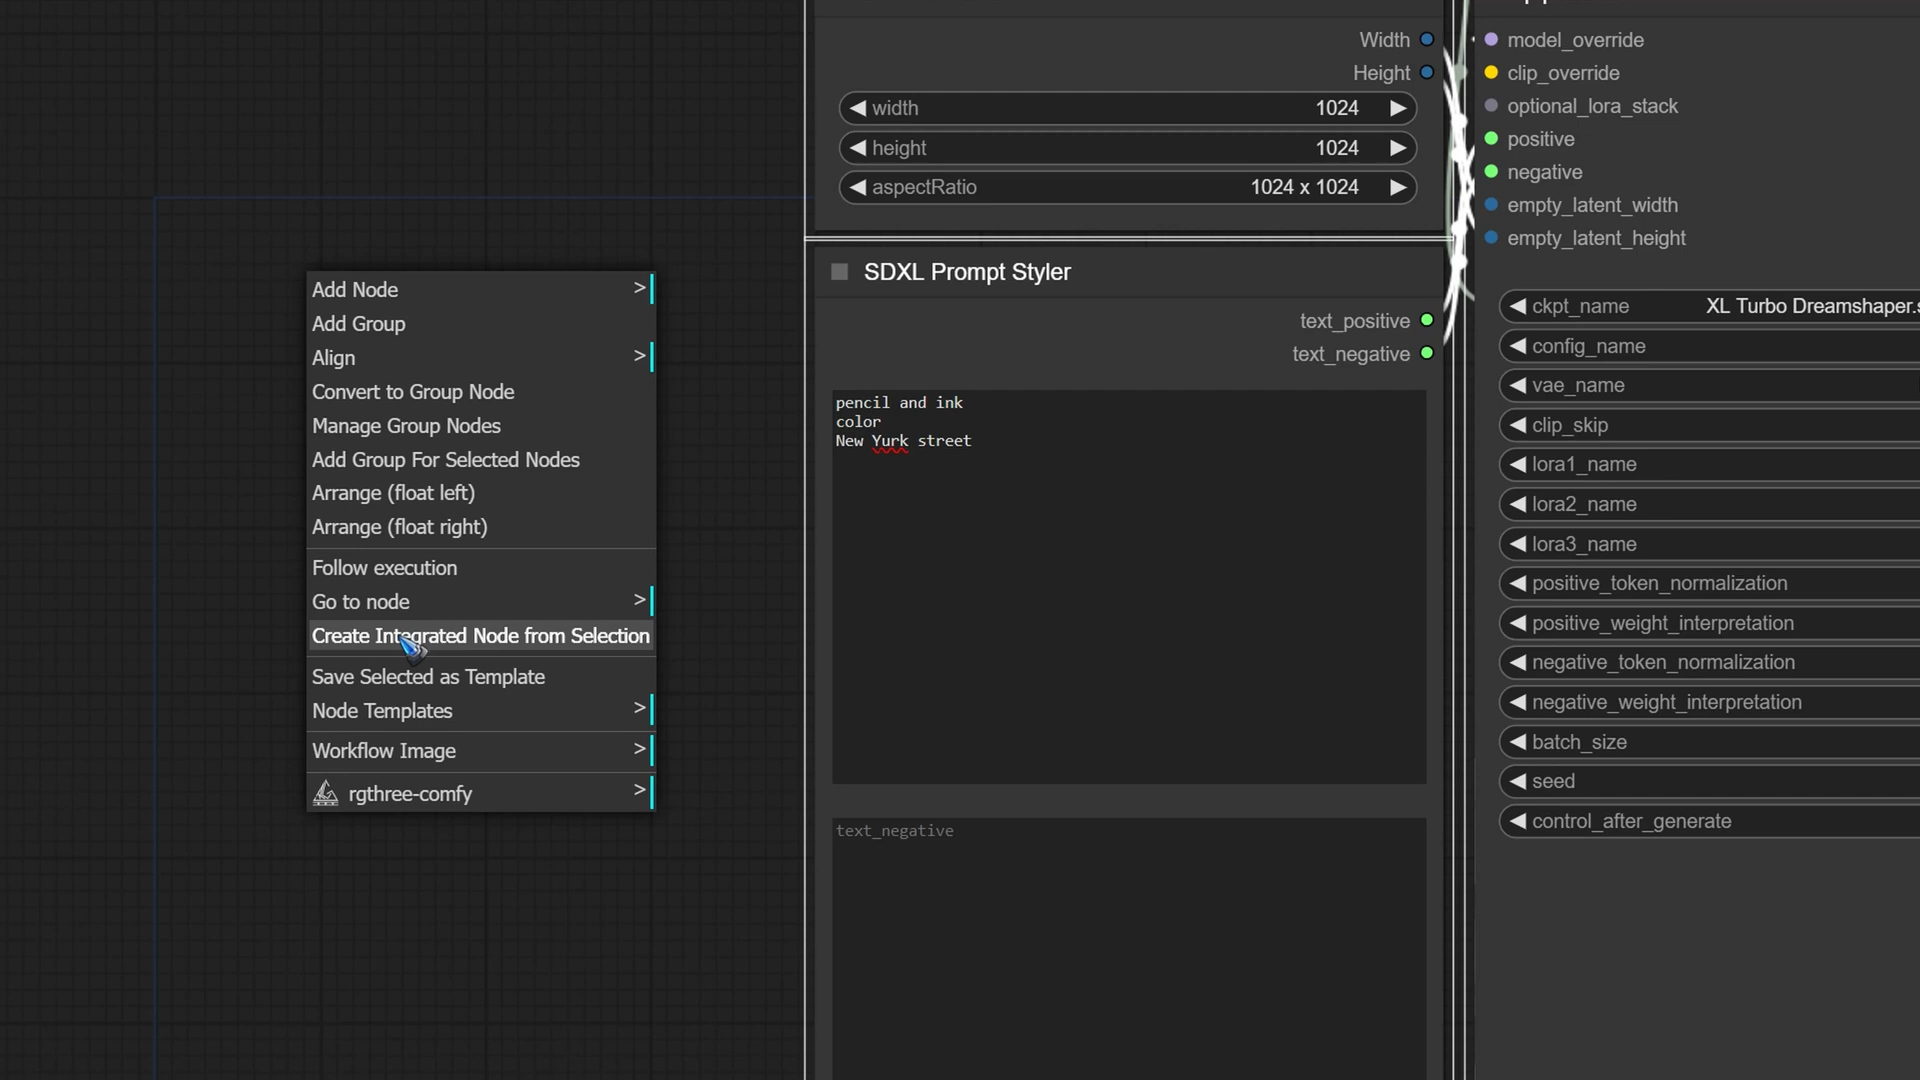 Width
Height
width 1024
height 1024
aspectRatio 1024 x 1024
SDXL Prompt Styler
text_positive
text_negative
pencil and ink
color
New Yurk street
text_negative
Add Node >
Add Group
Align >
Convert to Group Node
Manage Group Nodes
Add Group For Selected Nodes
Arrange (float left)
Arrange (float right)
Follow execution
Go to node >
Create Integrated Node from Selection
Save Selected as Template
Node Templates >
Workflow Image >
rgthree-comfy >
model_override
clip_override
optional_lora_stack
positive
negative
empty_latent_width
empty_latent_height
ckpt_name XL Turbo Dreamshaper.s
config_name
vae_name
clip_skip
lora1_name
lora2_name
lora3_name
positive_token_normalization
positive_weight_interpretation
negative_token_normalization
negative_weight_interpretation
batch_size
seed
control_after_generate